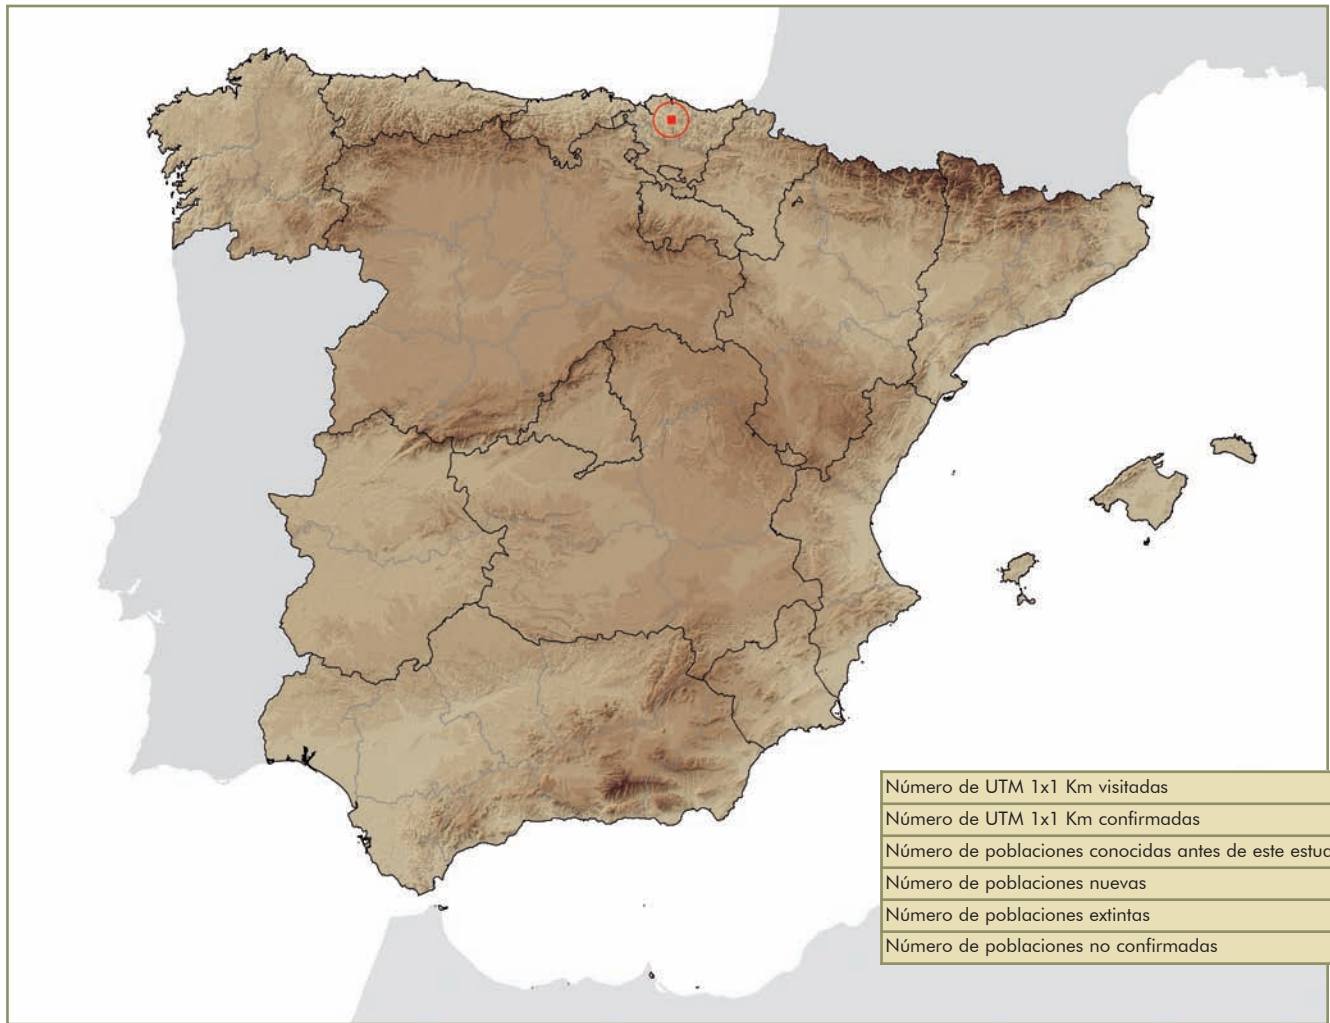 Número de UTM 1x1 Km visitadas
Número de UTM 1x1 Km confirmadas
Número de poblaciones conocidas antes de este
Número de poblaciones nuevas
Número de poblaciones extintas
Número de poblaciones no confirmadas